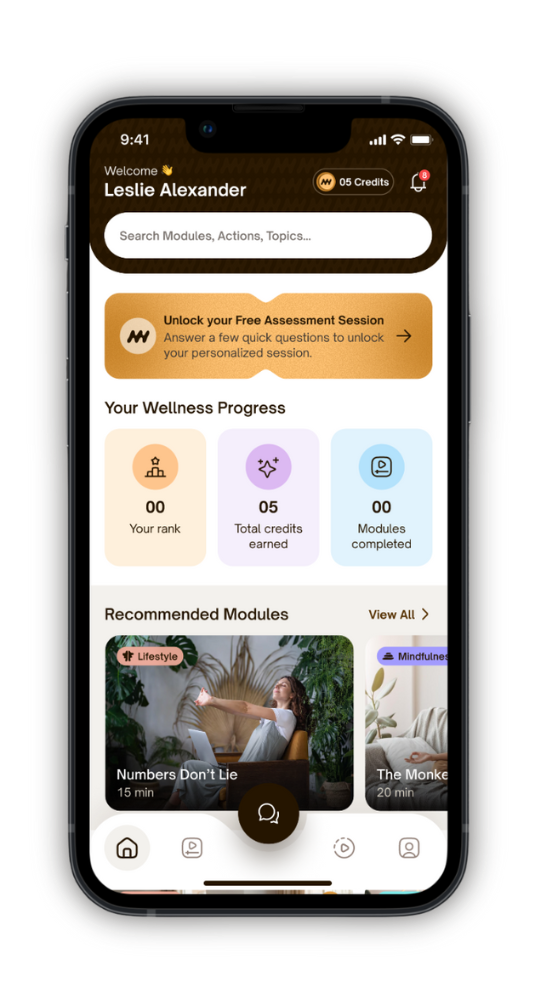 9:41
Welcome 👋
Leslie Alexander
05 Credits
8
Search Modules, Actions, Topics...
Unlock your Free Assessment Session
Answer a few quick questions to unlock
your personalized session.
Your Wellness Progress
00
Your rank
05
Total credits
earned
00
Modules
completed
Recommended Modules
View All
Lifestyle
Mindfulnes
Numbers Don't Lie
15 min
The Monke
20 min